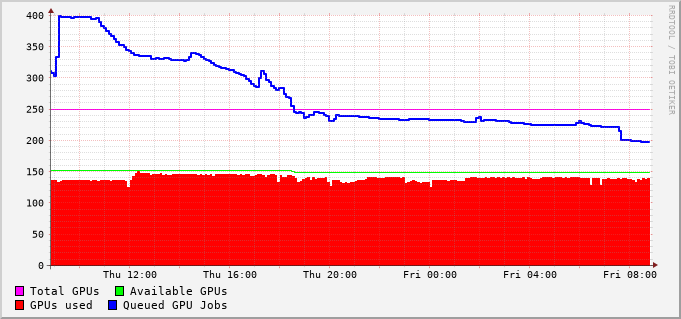 RRDTOOL / TOBI OETIKER
400
350
300
250
200
150
100
50
0
Thu 12:00 Thu 16:00 Thu 20:00 Fri 00:00 Fri 04:00 Fri 08:00
Total GPUs Available GPUs
GPUs used Queued GPU Jobs